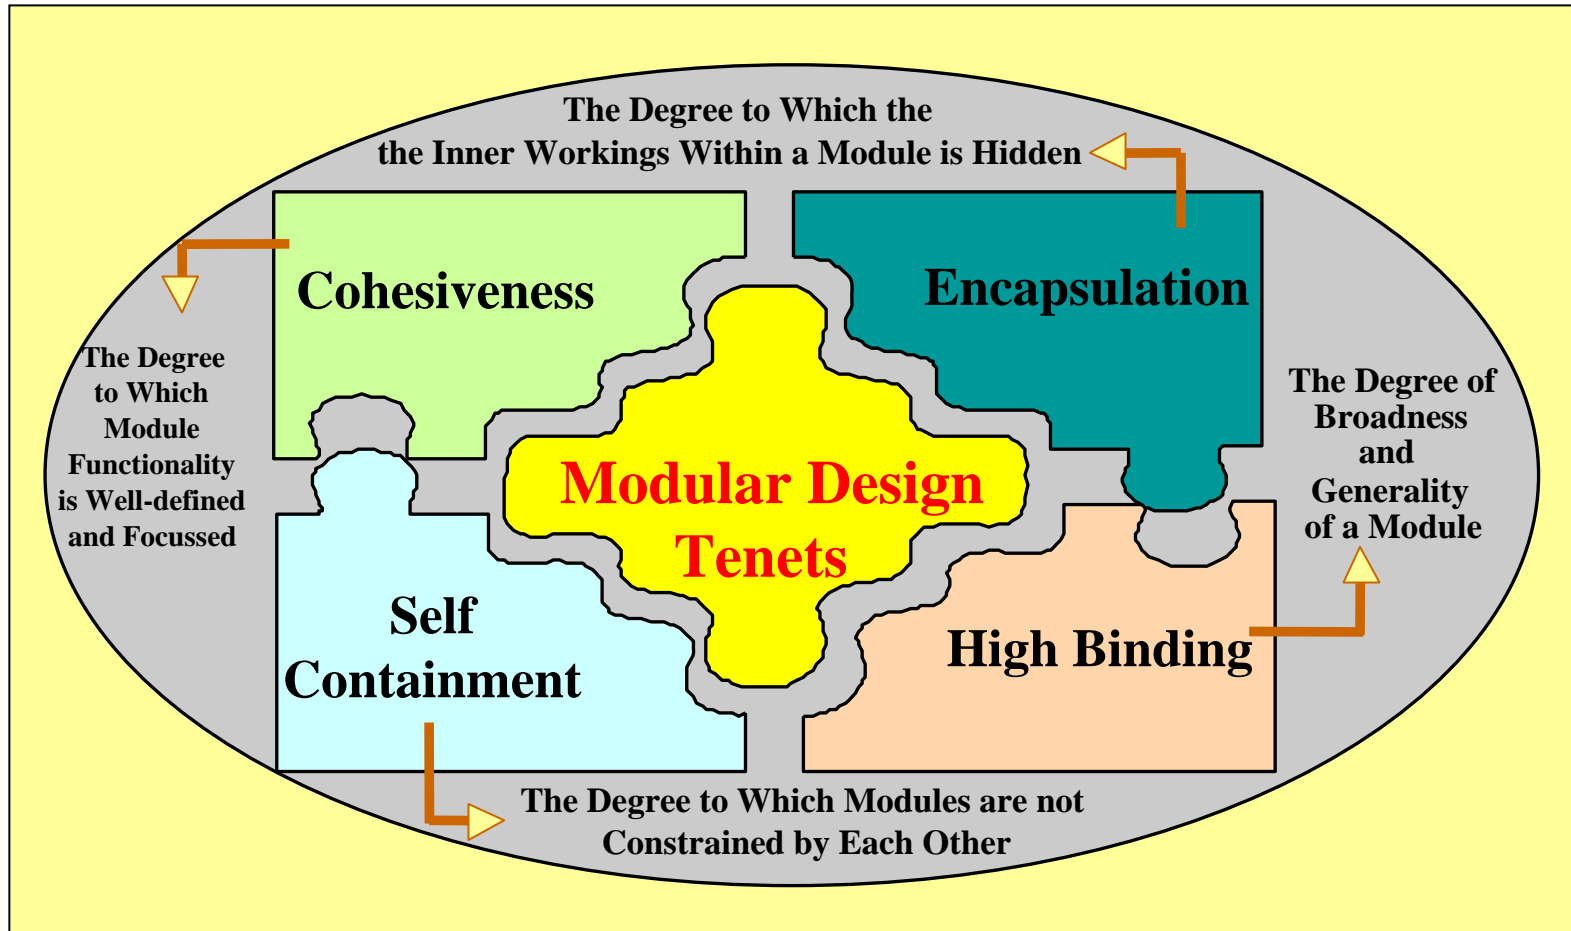 The Degree to Which the
the Inner Workings Within a Module is Hidden
Cohesiveness
Encapsulation
The Degree
to Which
Module
Functionality
is Well-defined
and Focussed
Modular Design
Tenets
The Degree of
Broadness
and
Generality
of a Module
Self
Containment
High Binding
The Degree to Which Modules are not
Constrained by Each Other